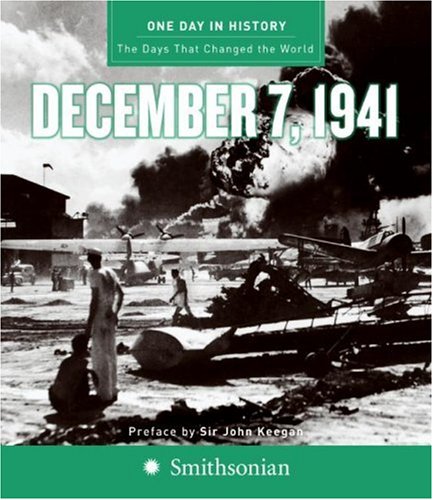 ONE DAY IN HISTORY
The Days That Changed the World
DECEMBER 7, 1941
Preface by Sir John Keegan
Smithsonian